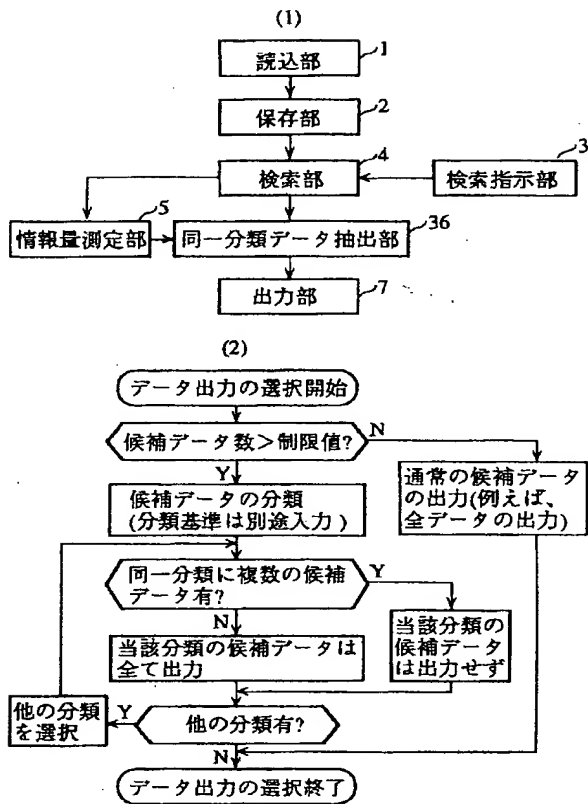 (1)
読込部
1
保存部
2
検索部
4
検索指示部
3
情報量測定部
5
同一分類データ抽出部
36
出力部
7
(2)
データ出力の選択開始
候補データ数>制限値?
N
Y
通常の候補データ
の出力(例えば、
全データの出力)
候補データの分類
(分類基準は別途入力)
同一分類に複数の候補
データ有?
Y
N
当該分類の
候補データ
は出力せず
当該分類の候補データは
全て出力
他の分類
を選択
Y
他の分類有?
N
データ出力の選択終了